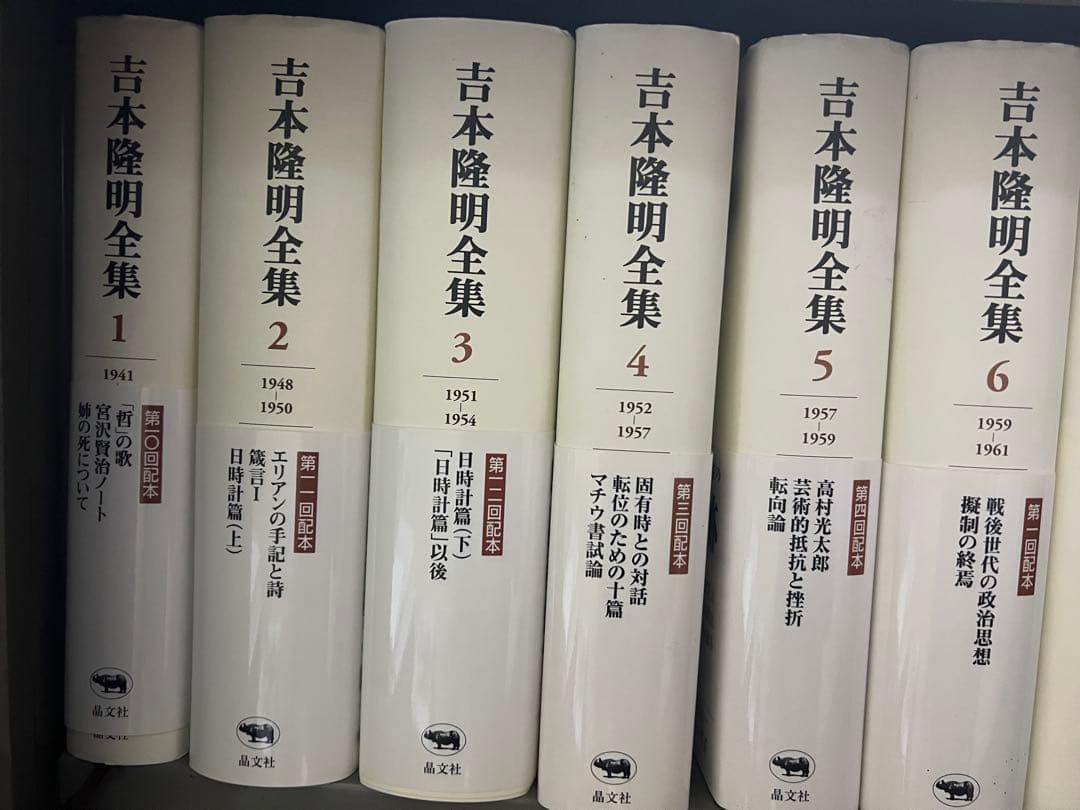 吉本隆明全集
1
1941
第一〇回配本
「哲」の歌
宮沢賢治ノート
姉の死について
晶文社
晶文社
吉本隆明全集
2
1948
1950
第一一回配本
エリアンの手記と詩
箴言Ⅰ
日時計篇(上)
晶文社
吉本隆明全集
3
1951
1954
第一二回配本
日時計篇(下)
「日時計篇」以後
晶文社
吉本隆明全集
4
1952
1957
第三回配本
固有時との対話
転位のための十篇
マチウ書試論
晶文社
吉本隆明全集
5
1957
1959
第四回配本
高村光太郎
芸術的抵抗と挫折
転向論
晶文社
吉本隆明全集
6
1959
1961
第一回配本
戦後世代の政治思想
擬制の終焉